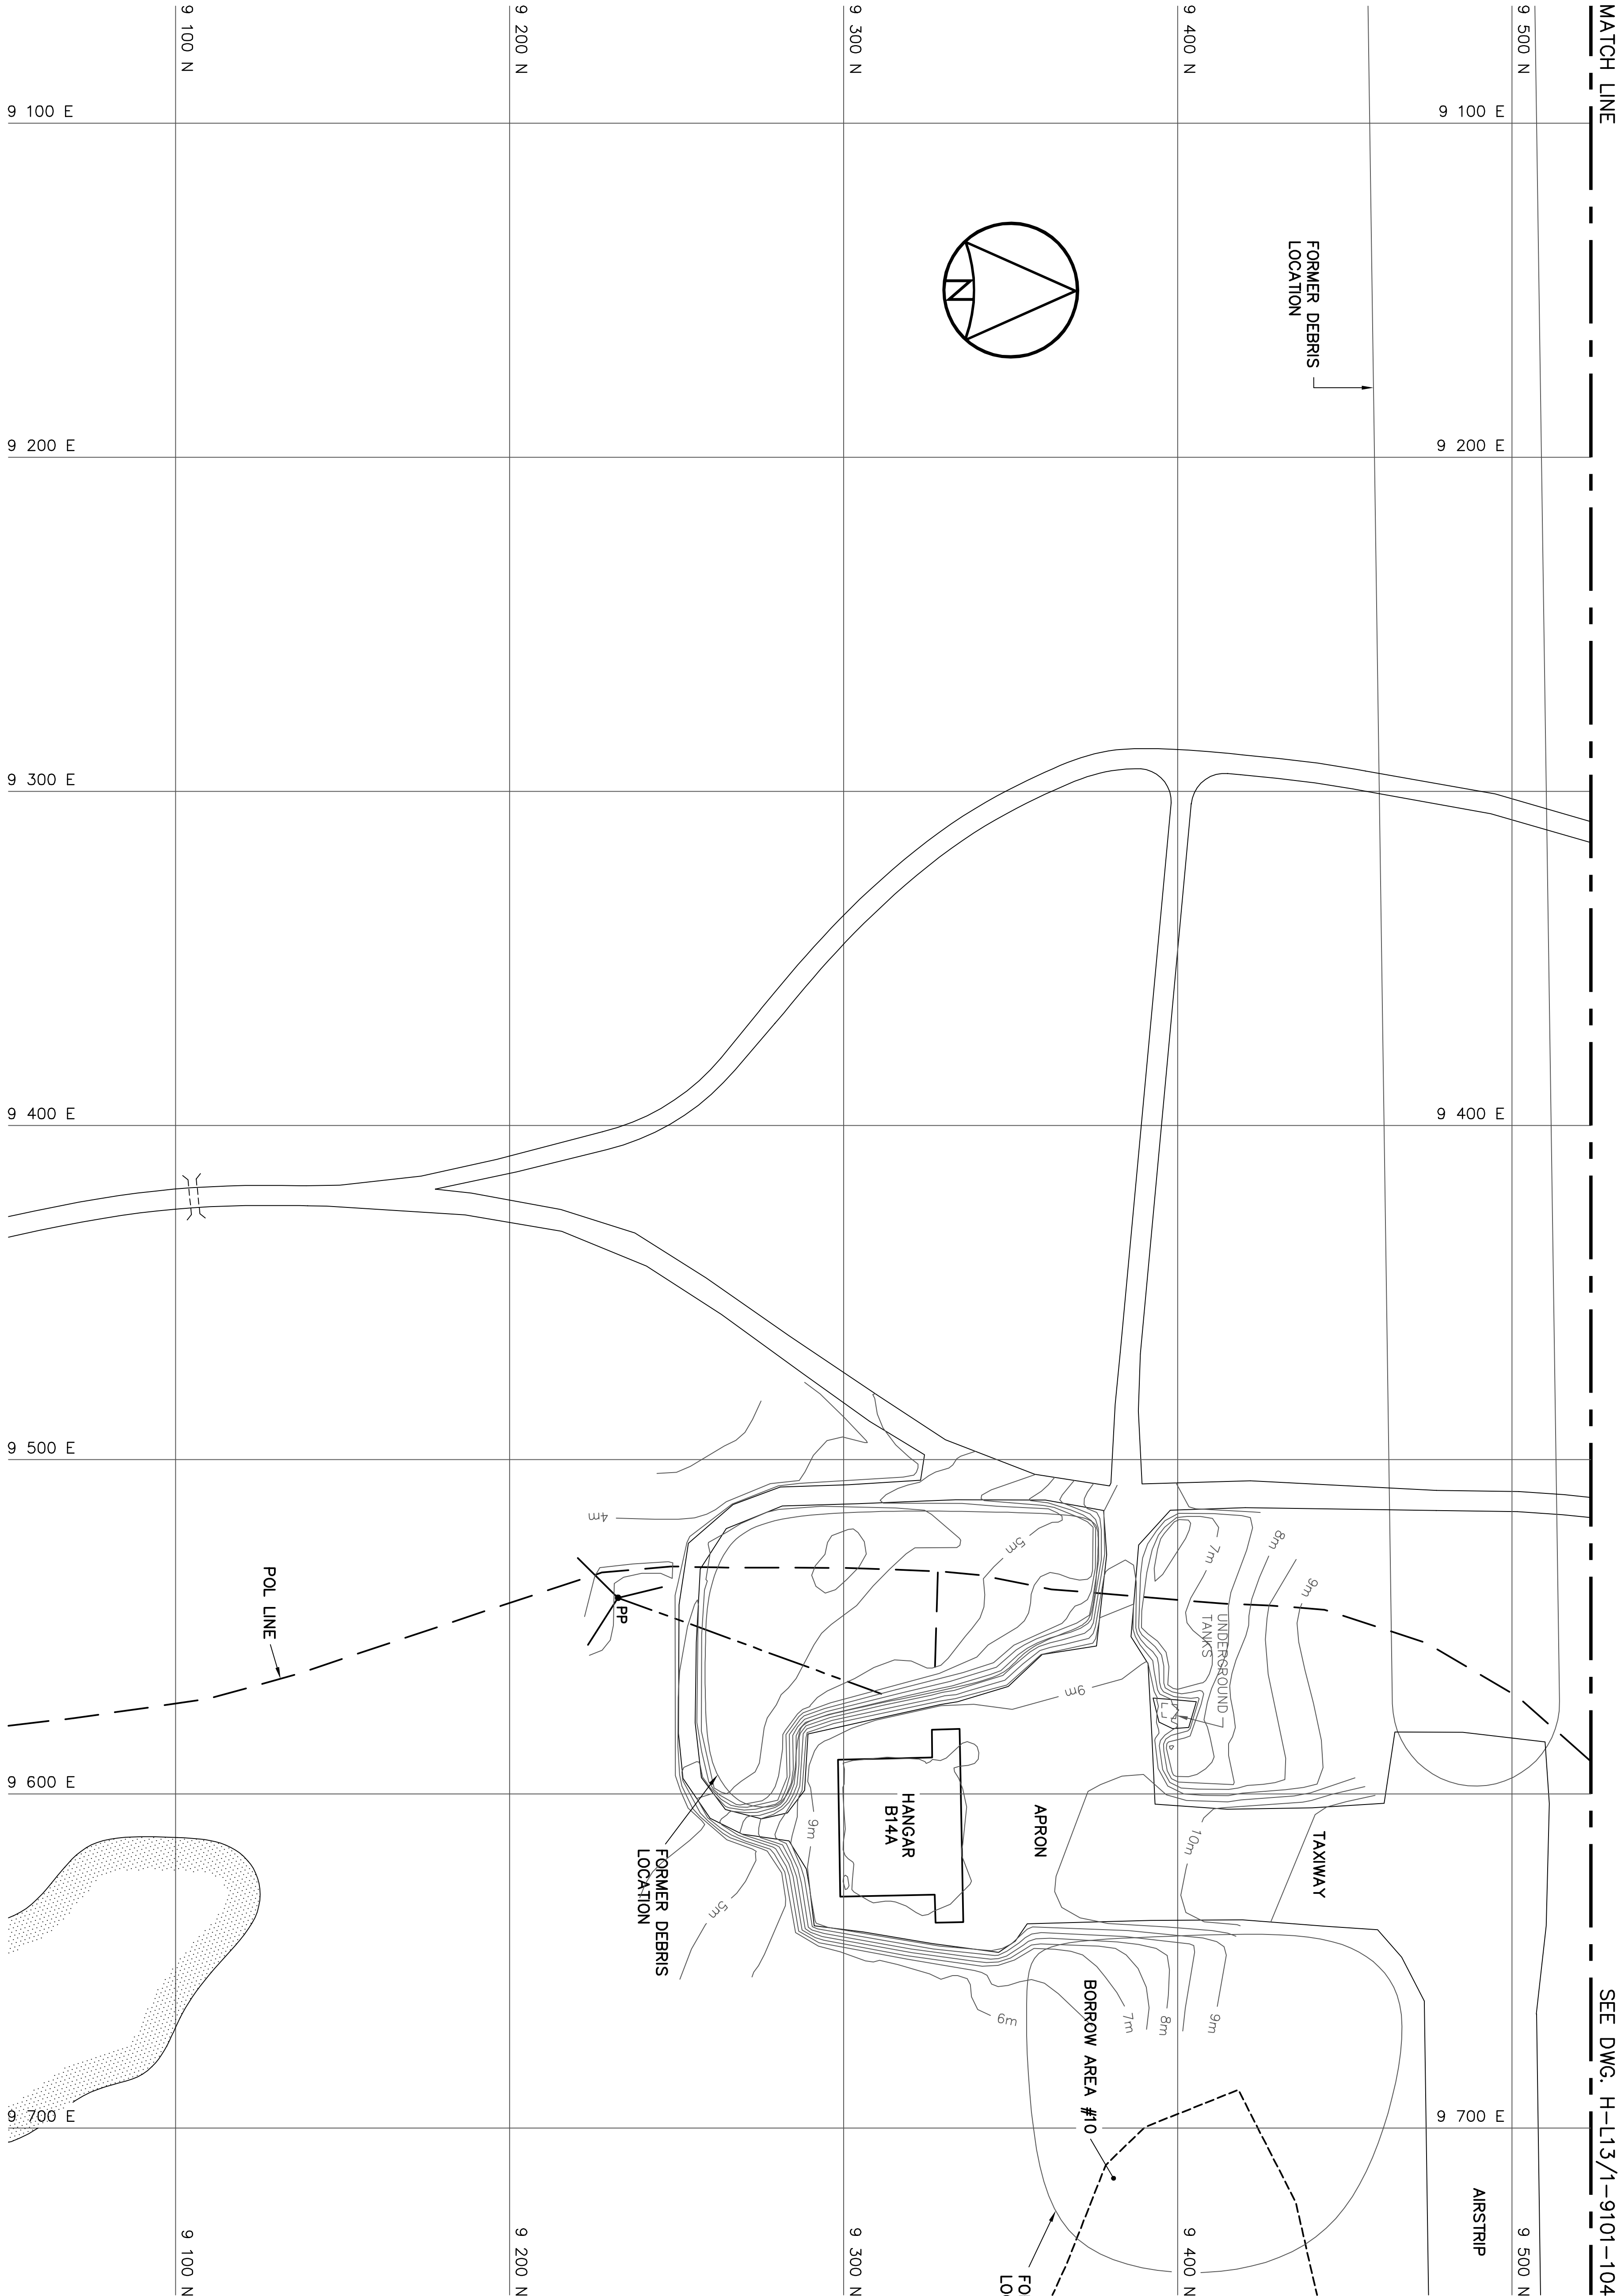 MATCH LINE
SEE DWG. H-L13/1-9101-104
9 100 N
9 200 N
9 300 N
9 400 N
9 500 N
9 100 E
9 100 E
FORMER DEBRIS
LOCATION
N
9 200 E
9 200 E
9 300 E
9 300 E
9 400 E
9 400 E
9 500 E
4m
5m
7m
8m
9m
POL LINE
PP
UNDERGROUND
TANKS
9m
9 600 E
9m
HANGAR
B14A
APRON
10m
TAXIWAY
FORMER DEBRIS
LOCATION
5m
6m
7m
8m
9m
BORROW AREA #10
9 700 E
9 700 E
AIRSTRIP
FO
LO
9 100 N
9 200 N
9 300 N
9 400 N
9 500 N